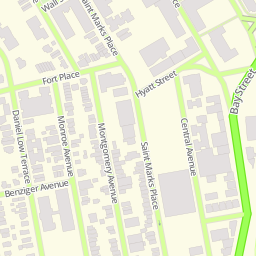 Wall S
Saint Marks Place
Fort Place
Hyatt Street
Bay Street
Daniel Low Terrace
Monroe Avenue
Montgomery Avenue
Saint Marks Place
Central Avenue
Benziger Avenue